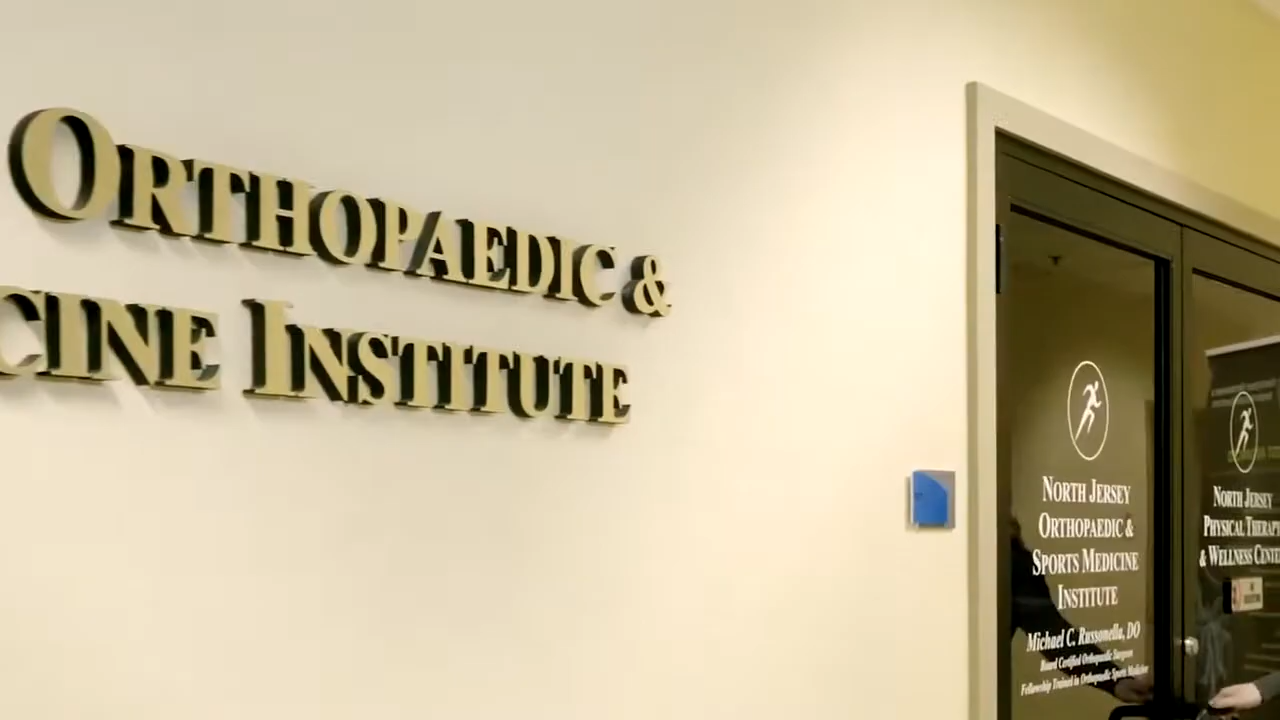 ORTHOPAEDIC &
CINE INSTITUTE
NORTH JERSEY
ORTHOPAEDIC &
SPORTS MEDICINE
INSTITUTE
Michael C. Russonella, DO
Board Certified Orthopaedic Surgeon
Fellowship Trained in Orthopaedic Sports Medicine
NORTH JERSEY
PHYSICAL THERAPY
& WELLNESS CENTE